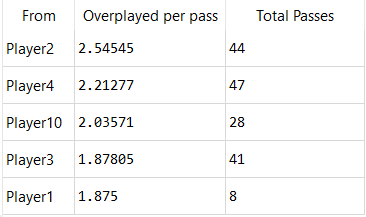 From Overplayed per pass Total Passes
Player2 2.54545 44
Player4 2.21277 47
Player10 2.03571 28
Player3 1.87805 41
Player1 1.875 8